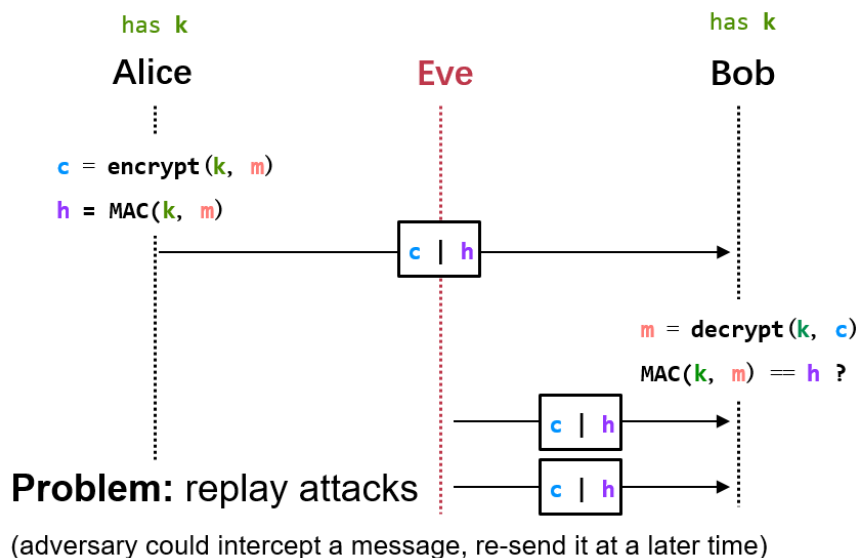 has k has k
Alice Eve Bob
c = encrypt(k, m)
h = MAC(k, m)
c | h
m = decrypt(k, c)
MAC(k, m) == h ?
c | h
c | h
Problem: replay attacks
(adversary could intercept a message, re-send it at a later time)